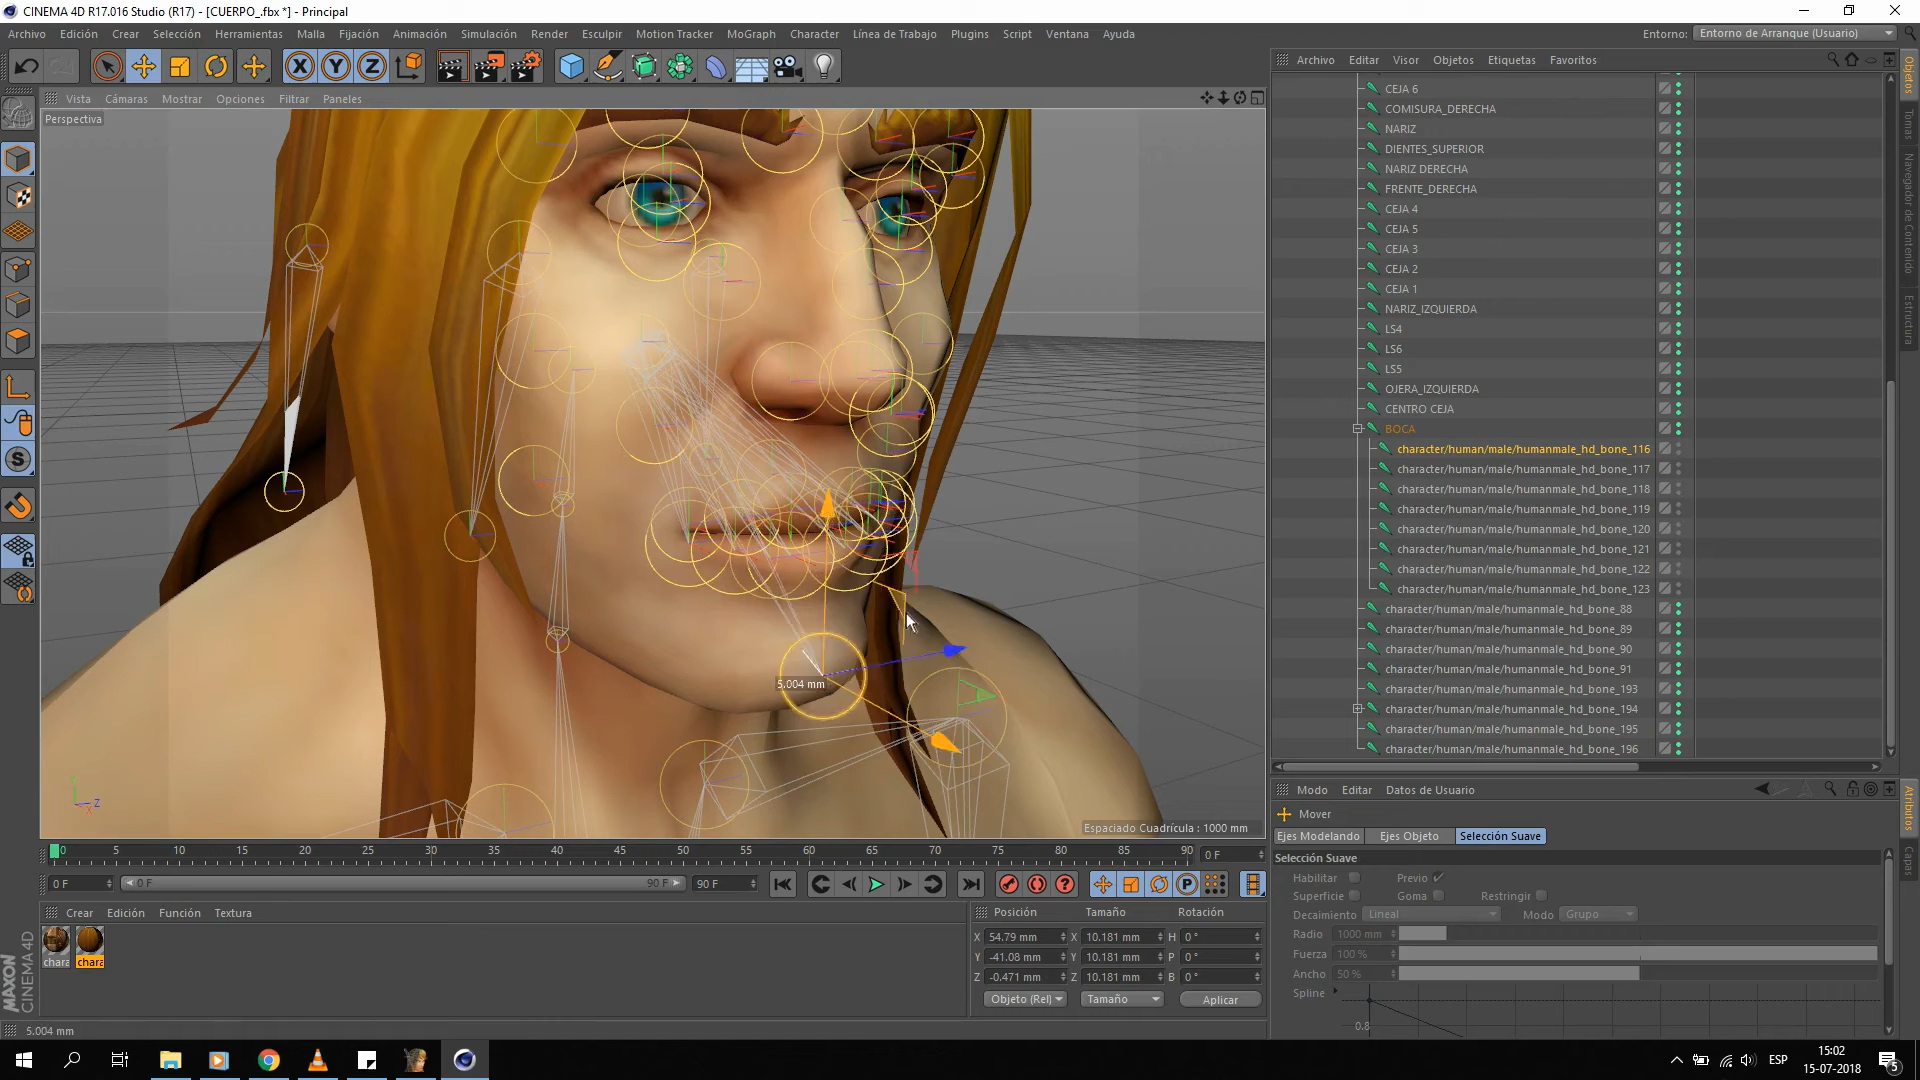 CINEMA 4D R17.016 Studio (R17) - [CUERPO_.fbx *] - Principal
Archivo Edición Crear Selección Herramientas Malla Fijación Animación Simulación Render Esculpir Motion Tracker MoGraph Character Línea de Trabajo Plugins Script Ventana Ayuda
Entorno: Entorno de Arranque (Usuario)
Vista Cámaras Mostrar Opciones Filtrar Paneles
Perspectiva
5.004 mm
Z
Espaciado Cuadrícula : 1000 mm
Archivo Editar Visor Objetos Etiquetas Favoritos
CEJA 6
COMISURA_DERECHA
NARIZ
DIENTES_SUPERIOR
NARIZ DERECHA
FRENTE_DERECHA
CEJA 4
CEJA 5
CEJA 3
CEJA 2
CEJA 1
NARIZ_IZQUIERDA
LS4
LS6
LS5
OJERA_IZQUIERDA
CENTRO CEJA
BOCA
character/human/male/humanmale_hd_bone_116
character/human/male/humanmale_hd_bone_117
character/human/male/humanmale_hd_bone_118
character/human/male/humanmale_hd_bone_119
character/human/male/humanmale_hd_bone_120
character/human/male/humanmale_hd_bone_121
character/human/male/humanmale_hd_bone_122
character/human/male/humanmale_hd_bone_123
character/human/male/humanmale_hd_bone_88
character/human/male/humanmale_hd_bone_89
character/human/male/humanmale_hd_bone_90
character/human/male/humanmale_hd_bone_91
character/human/male/humanmale_hd_bone_193
character/human/male/humanmale_hd_bone_194
character/human/male/humanmale_hd_bone_195
character/human/male/humanmale_hd_bone_196
Objetos
Tomas
Navegador de Contenido
Estructura
Modo Editar Datos de Usuario
Mover
Ejes Modelando Ejes Objeto Selección Suave
Selección Suave
Habilitar Previo
Superficie Goma Restringir
Decaimiento Lineal Modo Grupo
Radio 1000 mm
Fuerza 100 %
Ancho 50 %
Spline
0.8
Atributos
Capas
0 5 10 15 20 25 30 35 40 45 50 55 60 65 70 75 80 85 90 0 F
0 F 0 F 90 F 90 F
Crear Edición Función Textura
chara chara
Posición Tamaño Rotación
X 54.79 mm X 10.181 mm H 0 °
Y -41.08 mm Y 10.181 mm P 0 °
Z -0.471 mm Z 10.181 mm B 0 °
Objeto (Rel) Tamaño Aplicar
MAXON CINEMA 4D
5.004 mm
ESP
15:02
15-07-2018
5